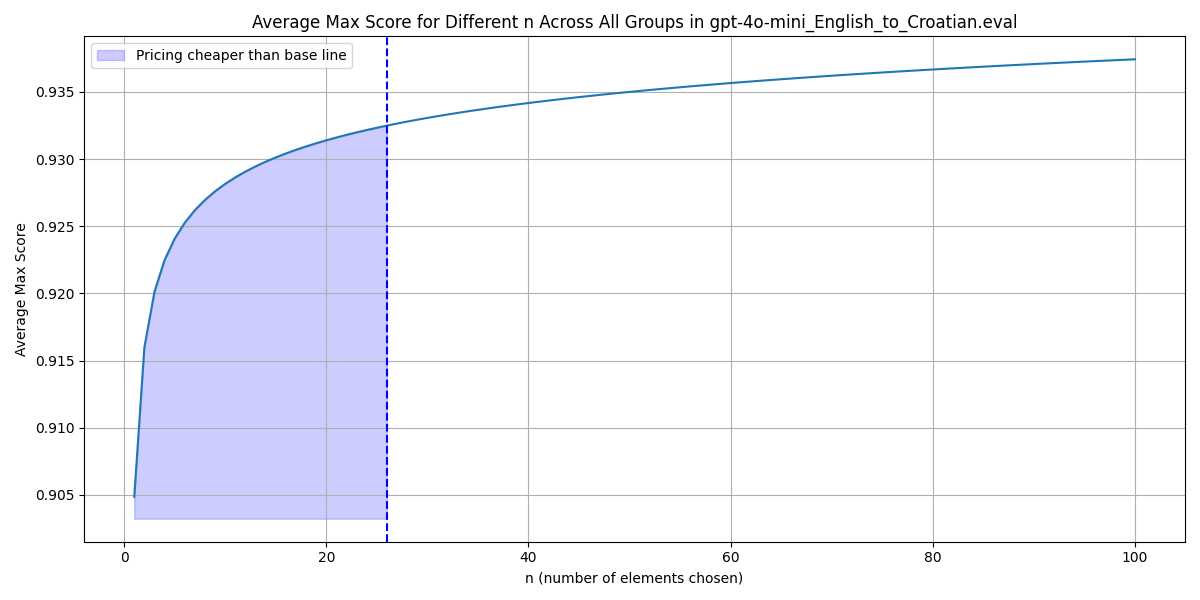 Average Max Score for Different n Across All Groups in gpt-4o-mini_English_to_Croatian.eval
Pricing cheaper than base line
Average Max Score
0.935
0.930
0.925
0.920
0.915
0.910
0.905
0 20 40 60 80 100
n (number of elements chosen)